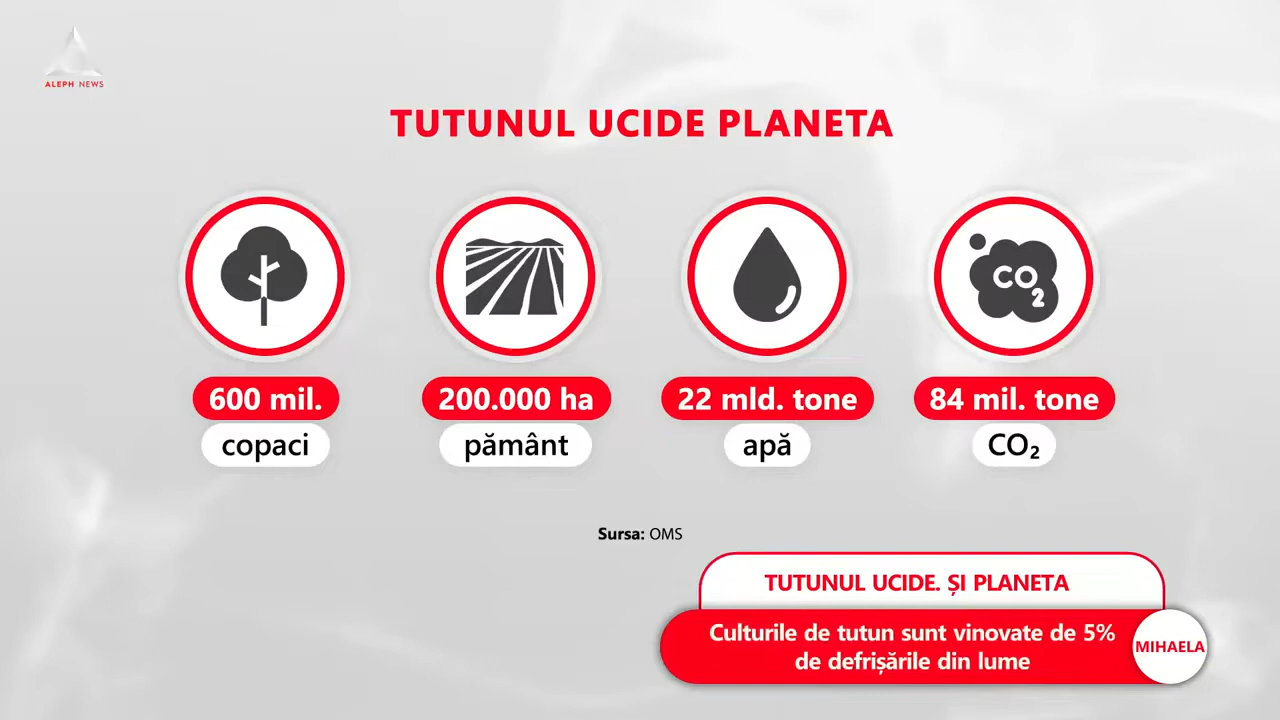 ALEPH NEWS
TUTUNUL UCIDE PLANETA
CO2
600 mil.
copaci
200.000 ha
pământ
22 mld. tone
apă
84 mil. tone
CO₂
Sursa: OMS
TUTUNUL UCIDE. ȘI PLANETA
Culturile de tutun sunt vinovate de 5%
de defrișările din lume
MIHAELA